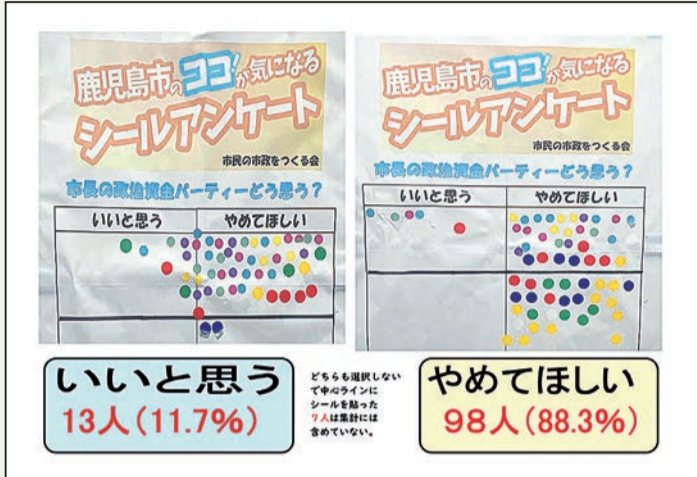 鹿児島市のココ!が気になる
シールアンケート
市民の市政をつくる会
市長の政治資金パーティーどう思う?
いいと思う
やめてほしい
鹿児島市のココ!が気になる
シールアンケート
市民の市政をつくる会
市長の政治資金パーティーどう思う?
いいと思う
やめてほしい
いいと思う
13人(11.7%)
どちらも選択しない
で中心ラインに
シールを貼った
7人は集計には
含めていない。
やめてほしい
98人(88.3%)